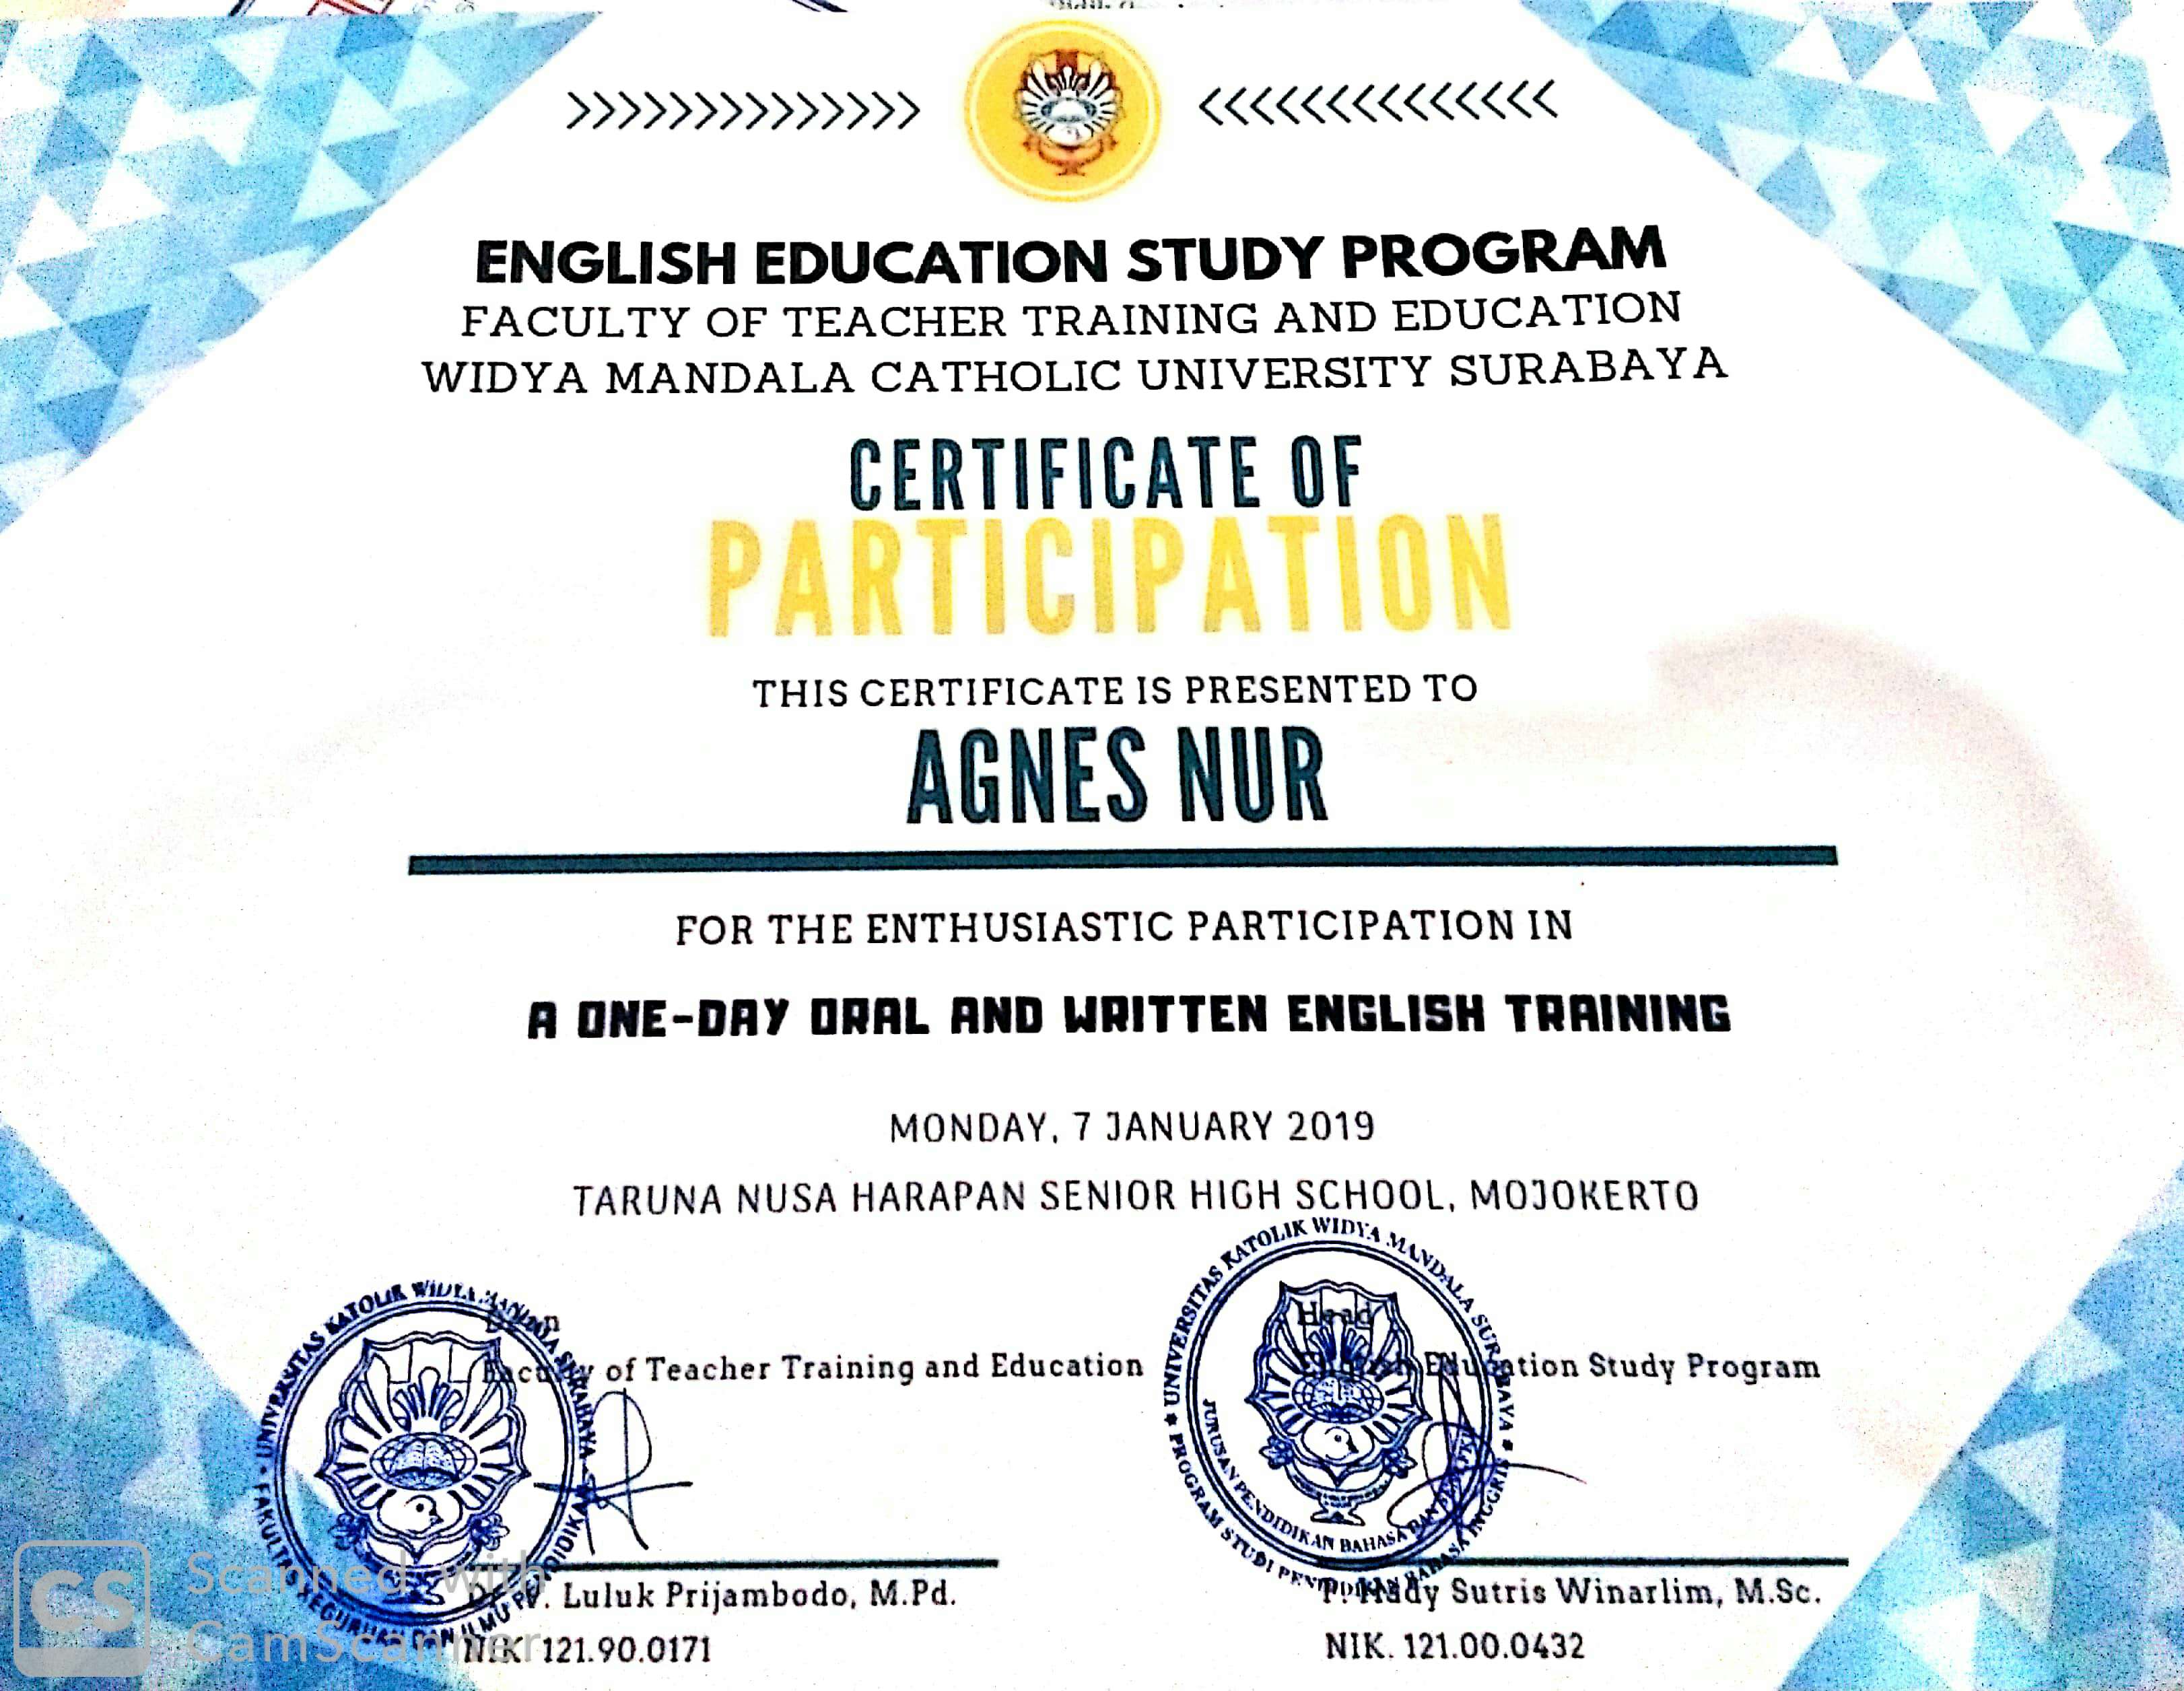 ENGLISH EDUCATION STUDY PROGRAM
FACULTY OF TEACHER TRAINING AND EDUCATION
WIDYA MANDALA CATHOLIC UNIVERSITY SURABAYA
CERTIFICATE OF
PARTICIPATION
THIS CERTIFICATE IS PRESENTED TO
AGNES NUR
FOR THE ENTHUSIASTIC PARTICIPATION IN
A ONE-DAY ORAL AND WRITTEN ENGLISH TRAINING
MONDAY, 7 JANUARY 2019
TARUNA NUSA HARAPAN SENIOR HIGH SCHOOL, MOJOKERTO
Dean
Faculty of Teacher Training and Education
UNIVERSITAS KATOLIK WIDYA MANDALA SURABAYA
FAKULTAS KEGURUAN DAN ILMU PENDIDIKAN
Dr. V. Luluk Prijambodo, M.Pd.
NIK. 121.90.0171
Head
English Education Study Program
UNIVERSITAS KATOLIK WIDYA MANDALA SURABAYA
PROGRAM STUDI PENDIDIKAN BAHASA INGGRIS
JURUSAN PENDIDIKAN BAHASA DAN SENI FKIP
P. Hady Sutris Winarlim, M.Sc.
NIK. 121.00.0432
CS
Scanned with
CamScanner